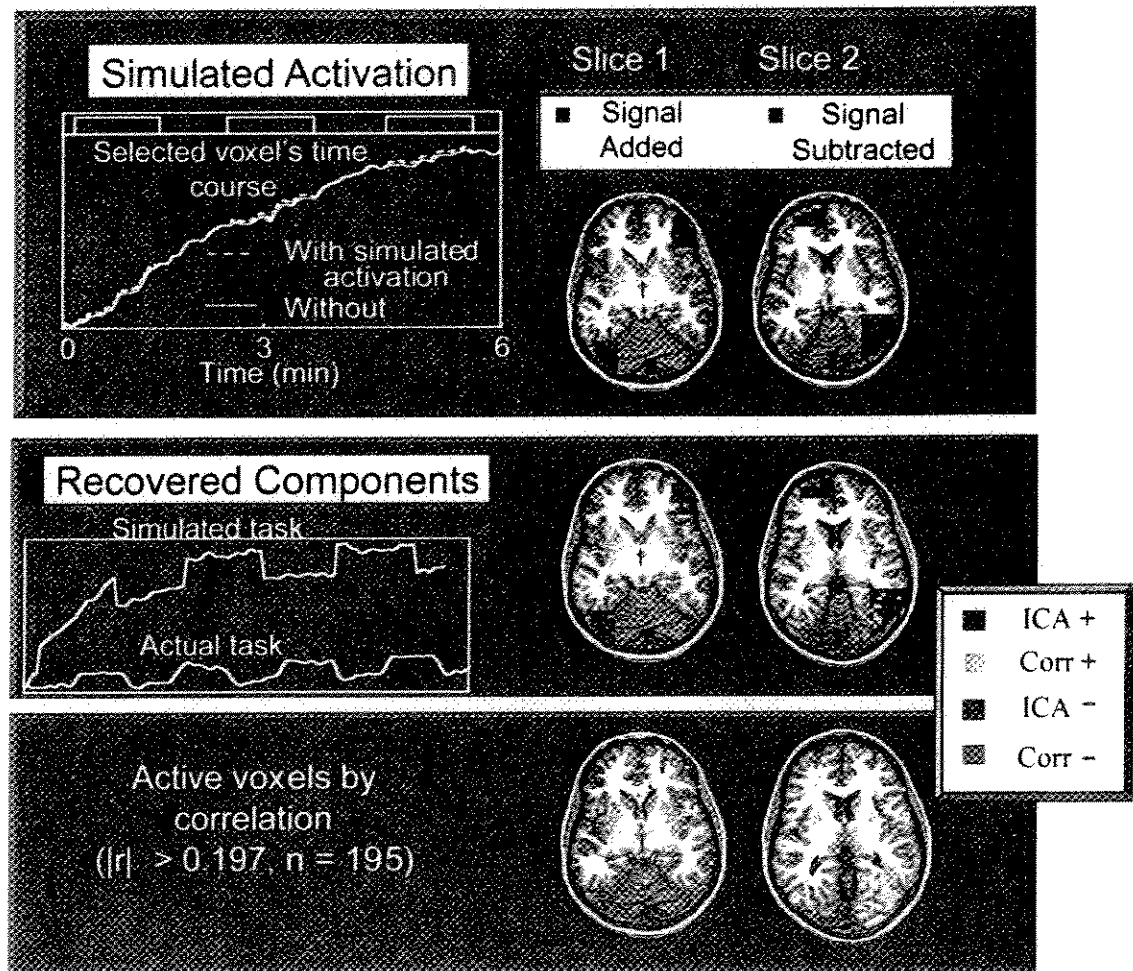 Simulated Activation
Selected voxel's time
course
With simulated
activation
Without
0 3 6
Time (min)
Slice 1 Slice 2
Signal
Added
Signal
Subtracted
Recovered Components
Simulated task
Actual task
ICA +
Corr +
ICA −
Corr −
Active voxels by
correlation
(|r| > 0.197, n = 195)